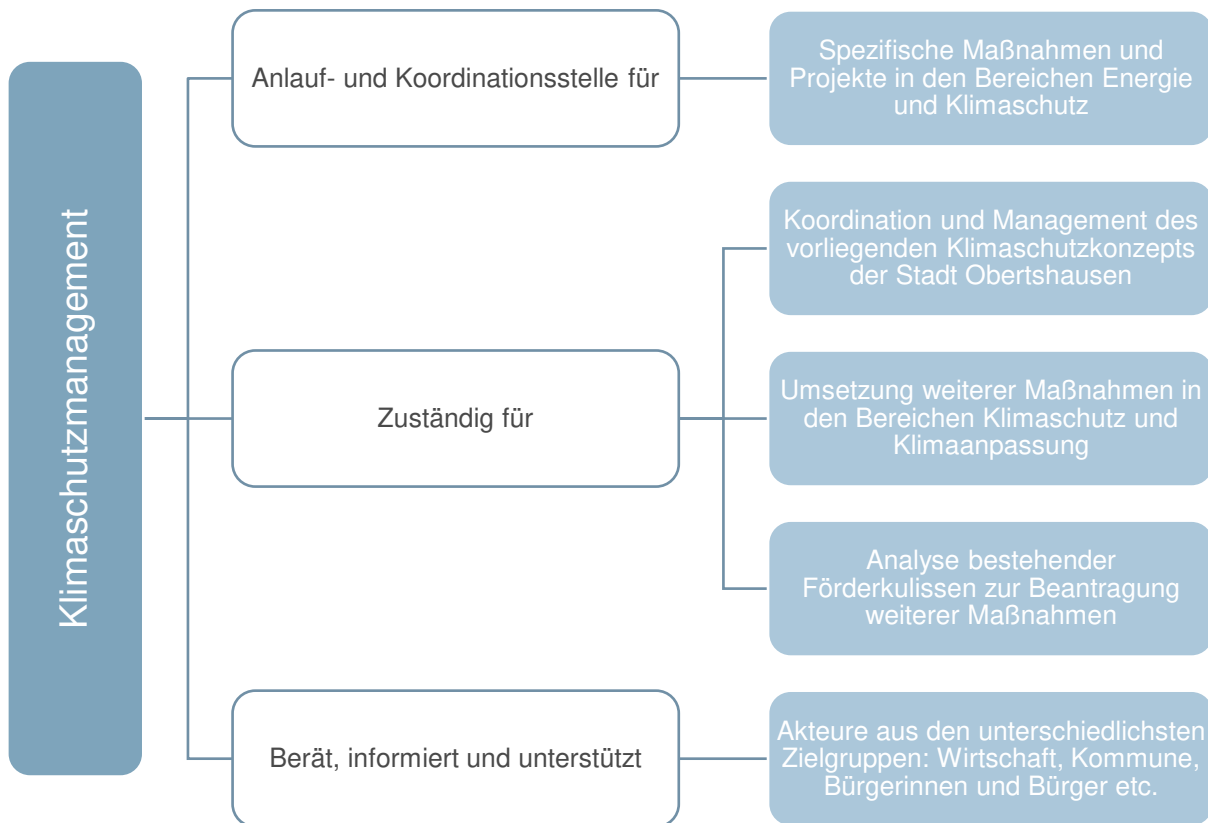 Klimaschutzmanagement
Anlauf- und Koordinationsstelle für
Spezifische Maßnahmen und
Projekte in den Bereichen Energie
und Klimaschutz
Zuständig für
Koordination und Management des
vorliegenden Klimaschutzkonzepts
der Stadt Obertshausen
Umsetzung weiterer Maßnahmen in
den Bereichen Klimaschutz und
Klimaanpassung
Analyse bestehender
Förderkulissen zur Beantragung
weiterer Maßnahmen
Berät, informiert und unterstützt
Akteure aus den unterschiedlichsten
Zielgruppen: Wirtschaft, Kommune,
Bürgerinnen und Bürger etc.